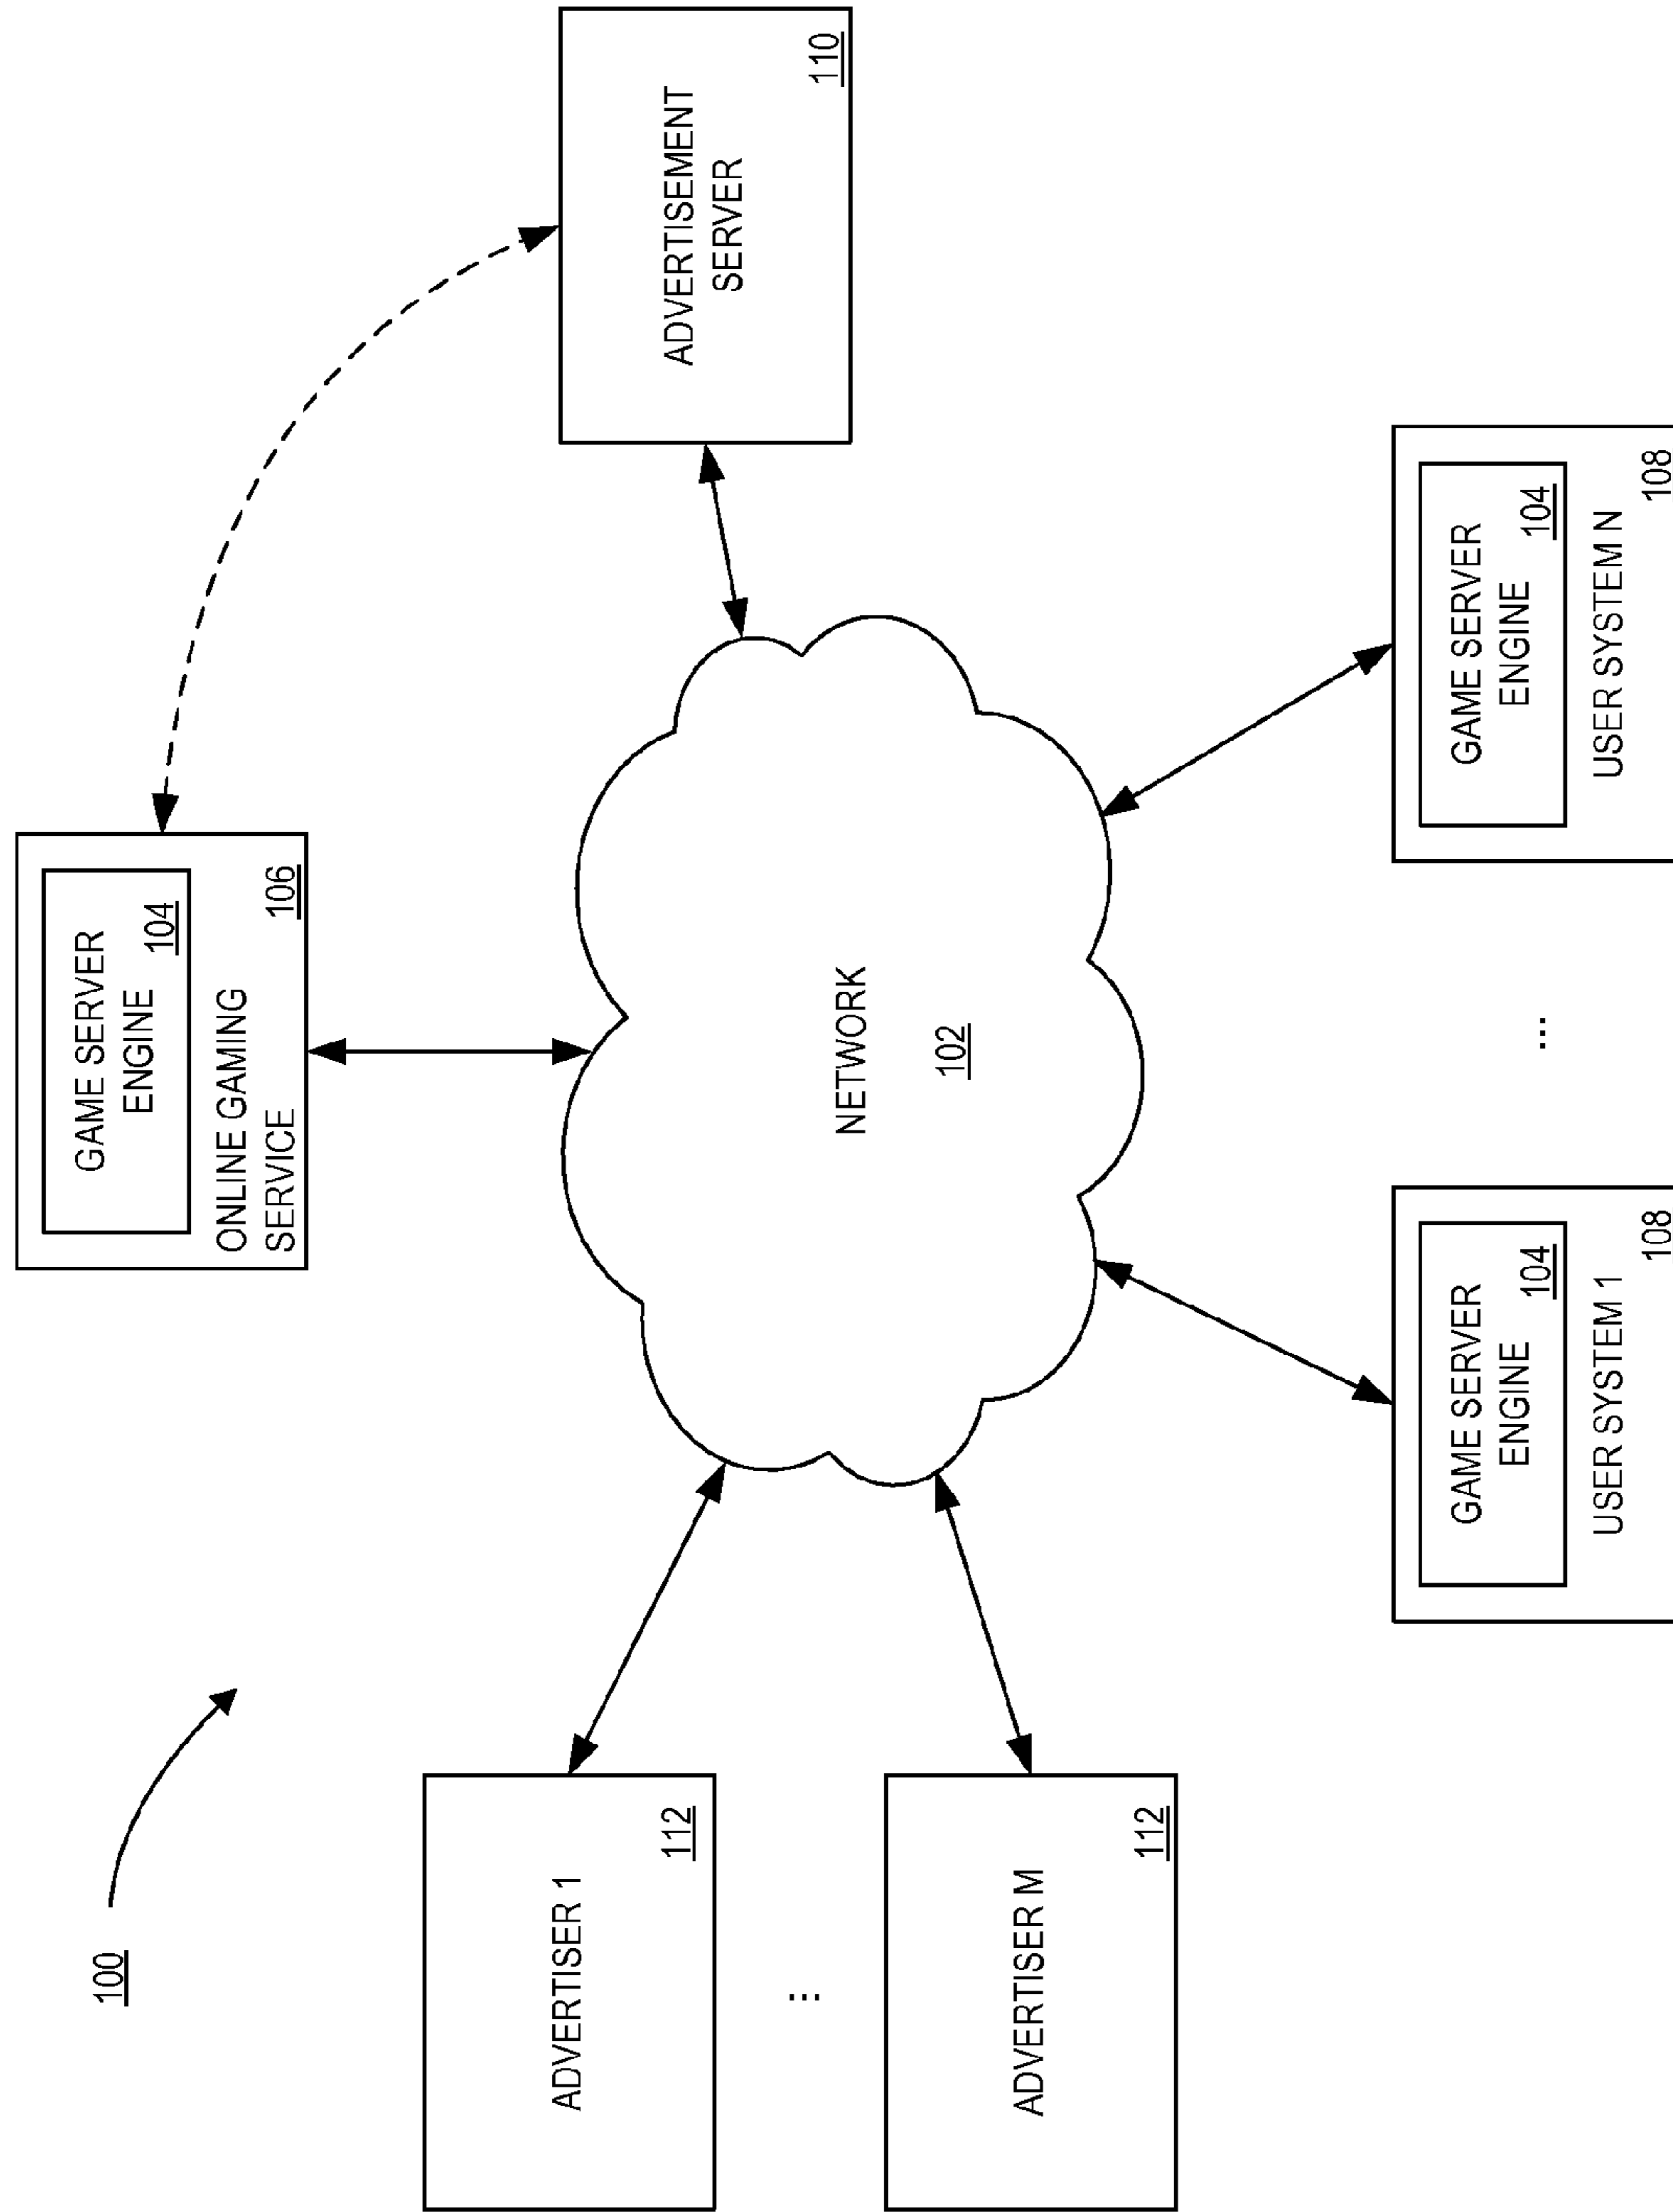 100
GAME SERVER
ENGINE
104
ONLINE GAMING
SERVICE
106
ADVERTISER 1
112
...
ADVERTISER M
112
NETWORK
102
ADVERTISEMENT
SERVER
110
GAME SERVER
ENGINE
104
USER SYSTEM 1
108
...
GAME SERVER
ENGINE
104
USER SYSTEM N
108